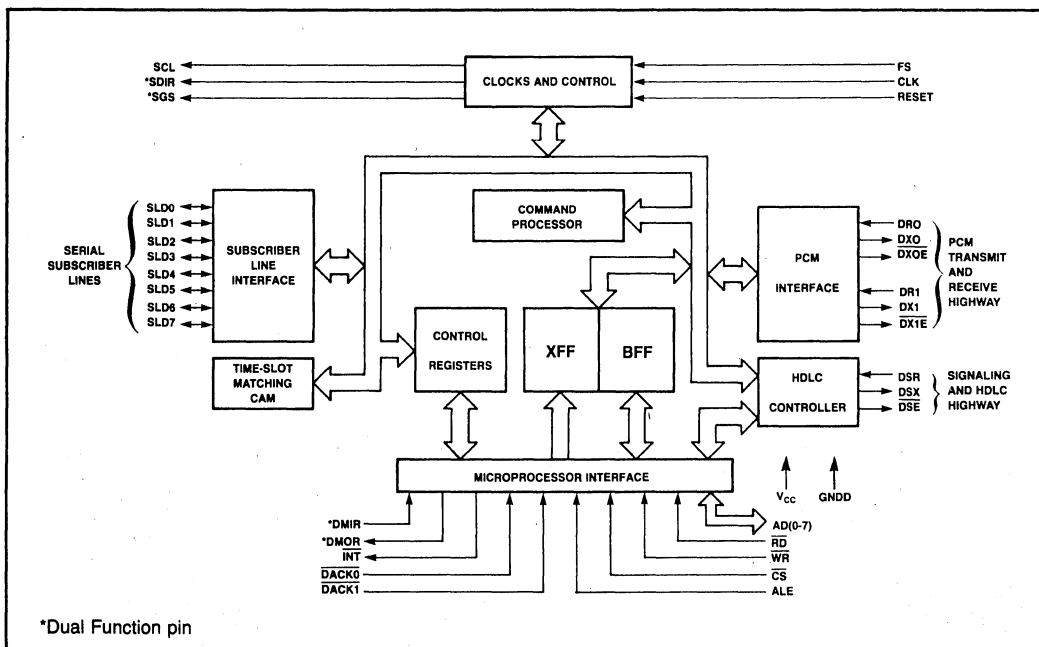 SCL
*SDIR
*SGS
CLOCKS AND CONTROL
FS
CLK
RESET
SERIAL
SUBSCRIBER
LINES
SLD0
SLD1
SLD2
SLD3
SLD4
SLD5
SLD6
SLD7
SUBSCRIBER
LINE
INTERFACE
TIME-SLOT
MATCHING
CAM
COMMAND
PROCESSOR
CONTROL
REGISTERS
XFF
BFF
PCM
INTERFACE
DRO
DXO
DXOE
DR1
DX1
DX1E
PCM
TRANSMIT
AND
RECEIVE
HIGHWAY
HDLC
CONTROLLER
DSR
DSX
DSE
SIGNALING
AND HDLC
HIGHWAY
MICROPROCESSOR INTERFACE
VCC
GNDD
*DMIR
*DMOR
INT
DACK0
DACK1
AD(0-7)
RD
WR
CS
ALE
*Dual Function pin